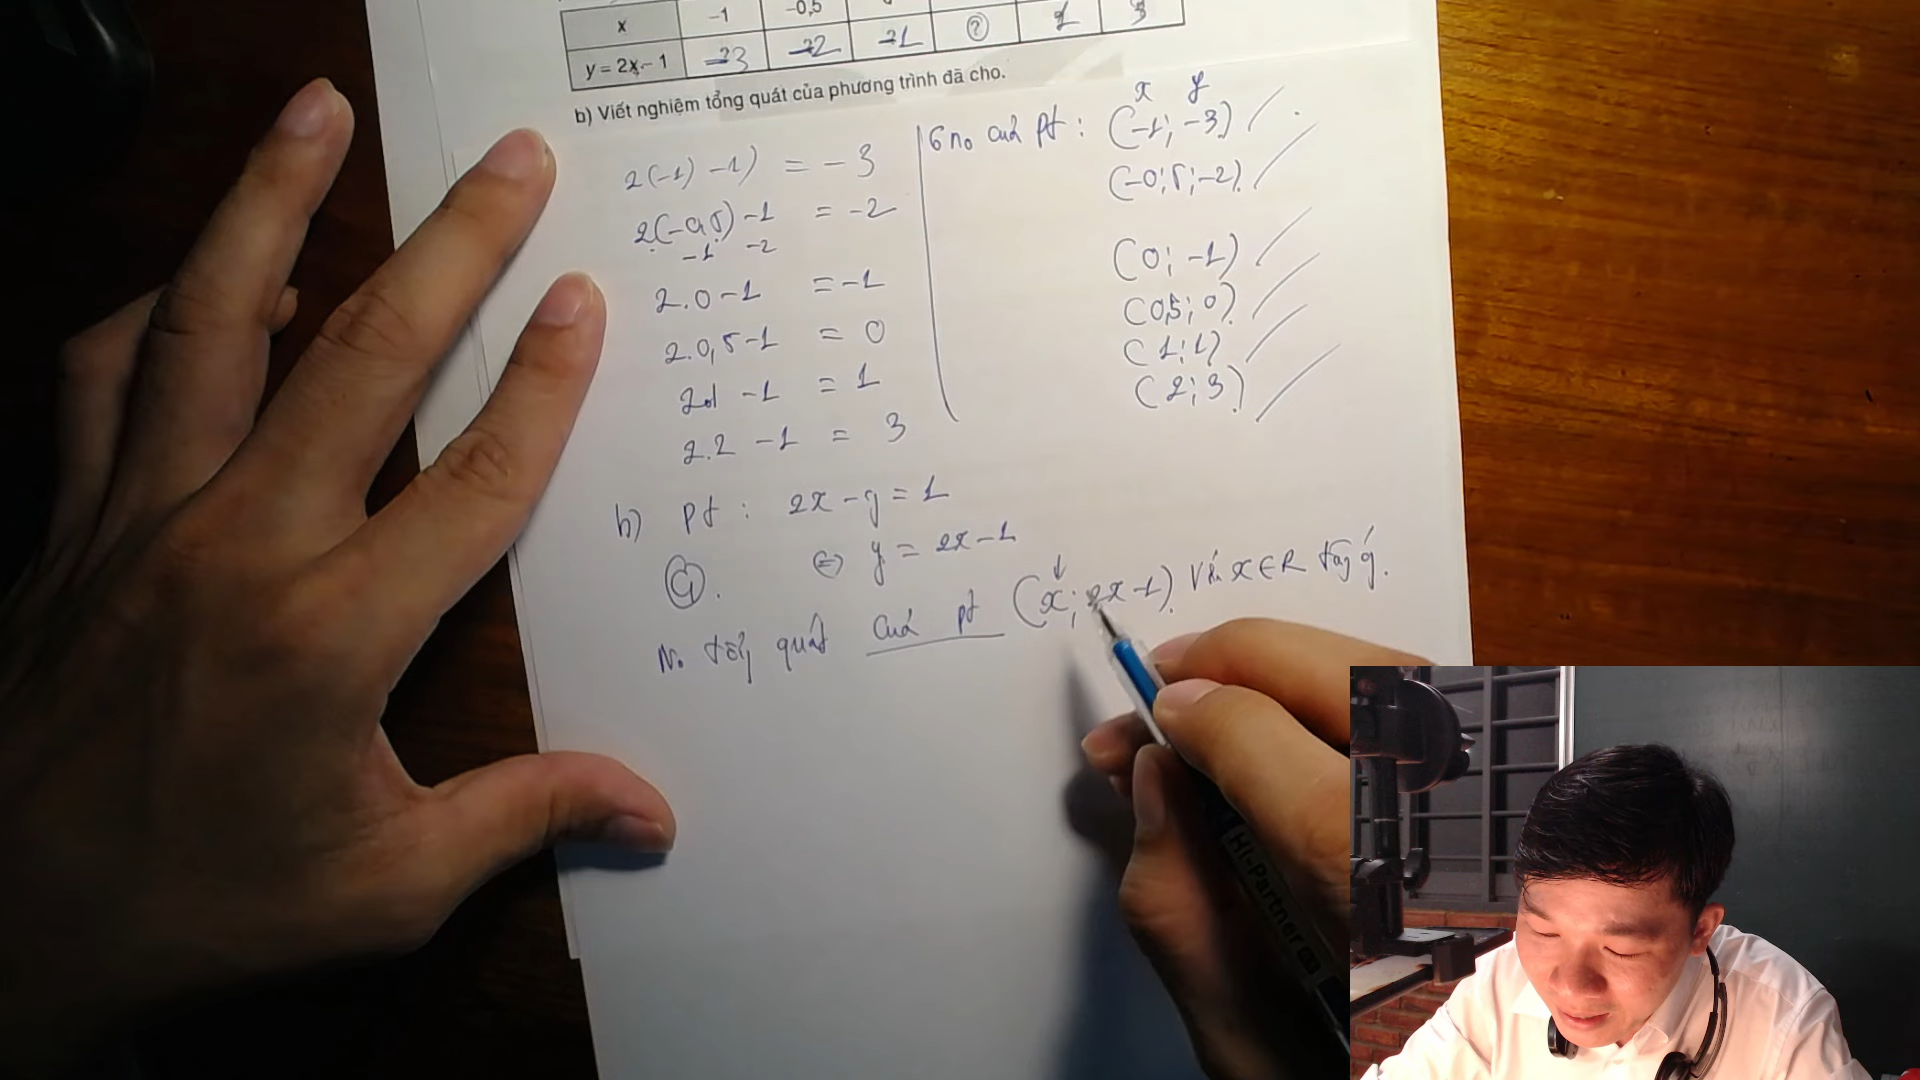 x -1 -0,5
y = 2x - 1 -3 -2 -1 ? 1 3
b) Viết nghiệm tổng quát của phương trình đã cho.
2(-1) -1) = -3
2(-0,5) -1 = -2
-1 -2
2.0 -1 = -1
2.0,5 -1 = 0
2.1 -1 = 1
2.2 -1 = 3
x y
6 no của pt : (-1; -3)
(-0,5; -2)
(0; -1)
(0,5; 0)
(1; 1)
(2; 3)
b) pt : 2x - y = 1
G. <=> y = 2x - 1
No tổng quát của pt (x; 2x - 1) Với x ∈ R tùy ý.
Hi-Partner